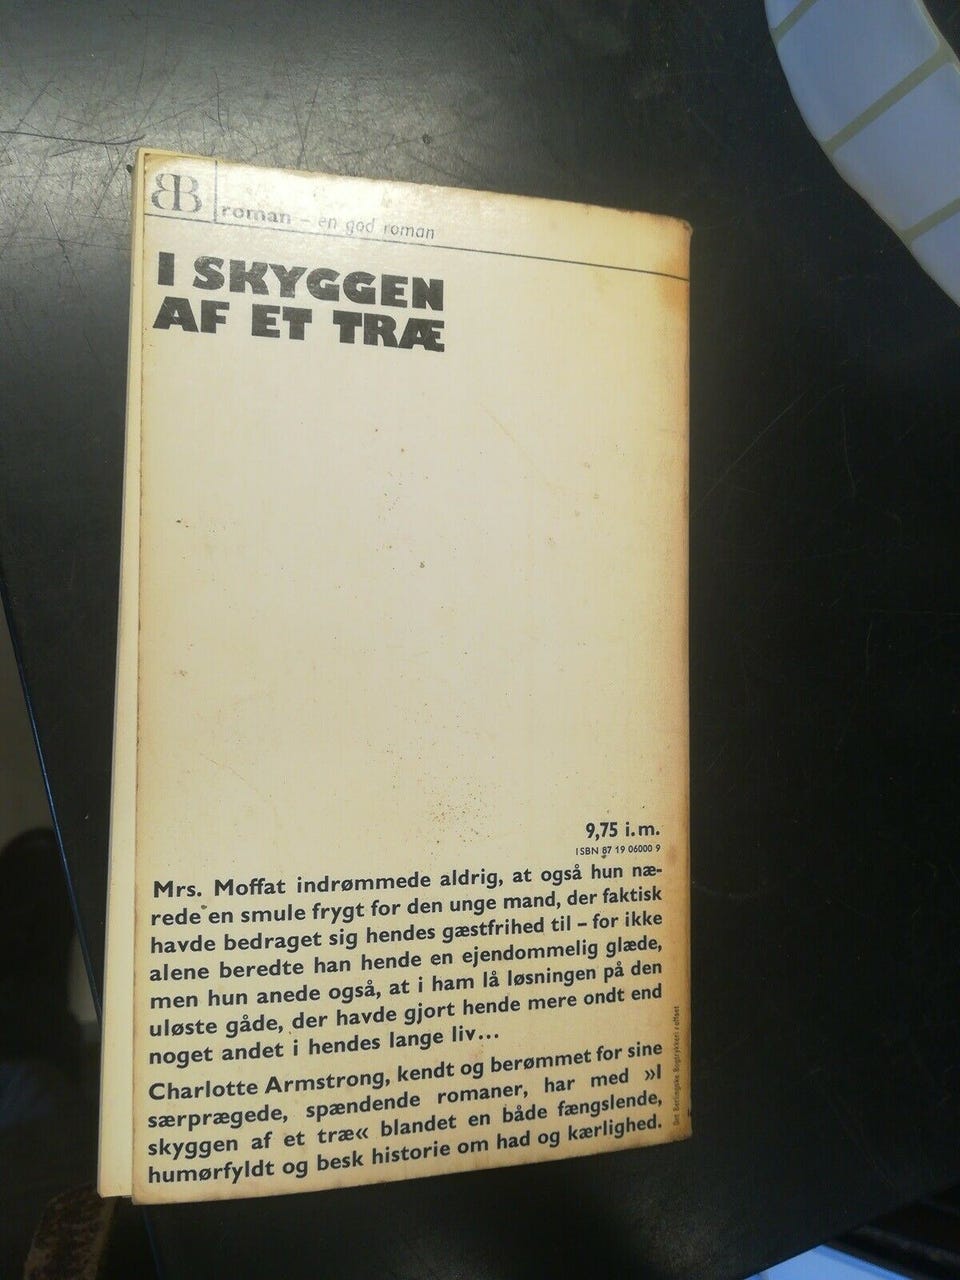 BB roman – en god roman
I SKYGGEN
AF ET TRÆ
9,75 i.m.
ISBN 87 19 06000 9
Mrs. Moffat indrømmede aldrig, at også hun næ-
rede en smule frygt for den unge mand, der faktisk
havde bedraget sig hendes gæstfrihed til – for ikke
alene beredte han hende en ejendommelig glæde,
men hun anede også, at i ham lå løsningen på den
uløste gåde, der havde gjort hende mere ondt end
noget andet i hendes lange liv...
Charlotte Armstrong, kendt og berømmet for sine
særprægede, spændende romaner, har med »I
skyggen af et træ« blandet en både fængslende,
humørfyldt og besk historie om had og kærlighed.
Det Berlingske Bogtrykkeri offset